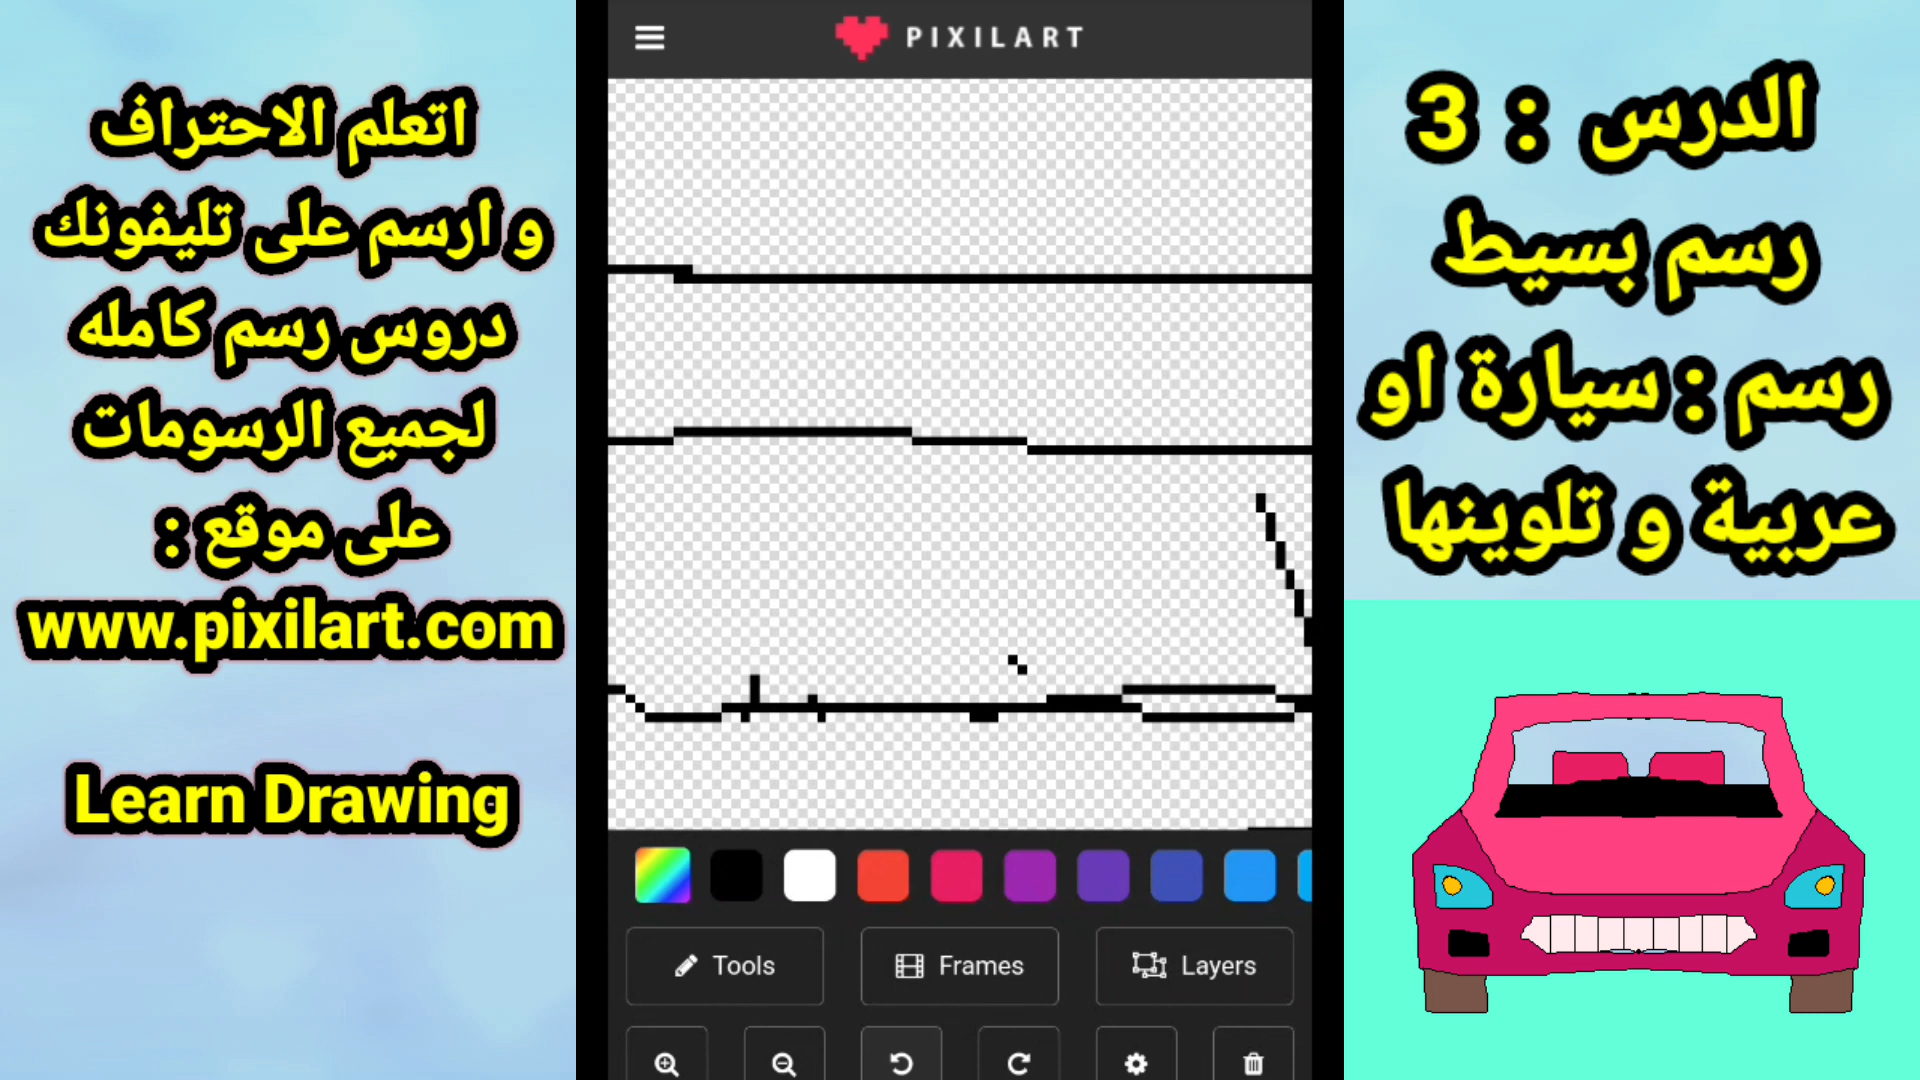 اتعلم الاحتراف
و ارسم على تليفونك
دروس رسم كامله
لجميع الرسومات
على موقع :
www.pixilart.com
Learn Drawing
PIXILART
Tools
Frames
Layers
الدرس : 3
رسم بسيط
رسم : سيارة او
عربية و تلوينها